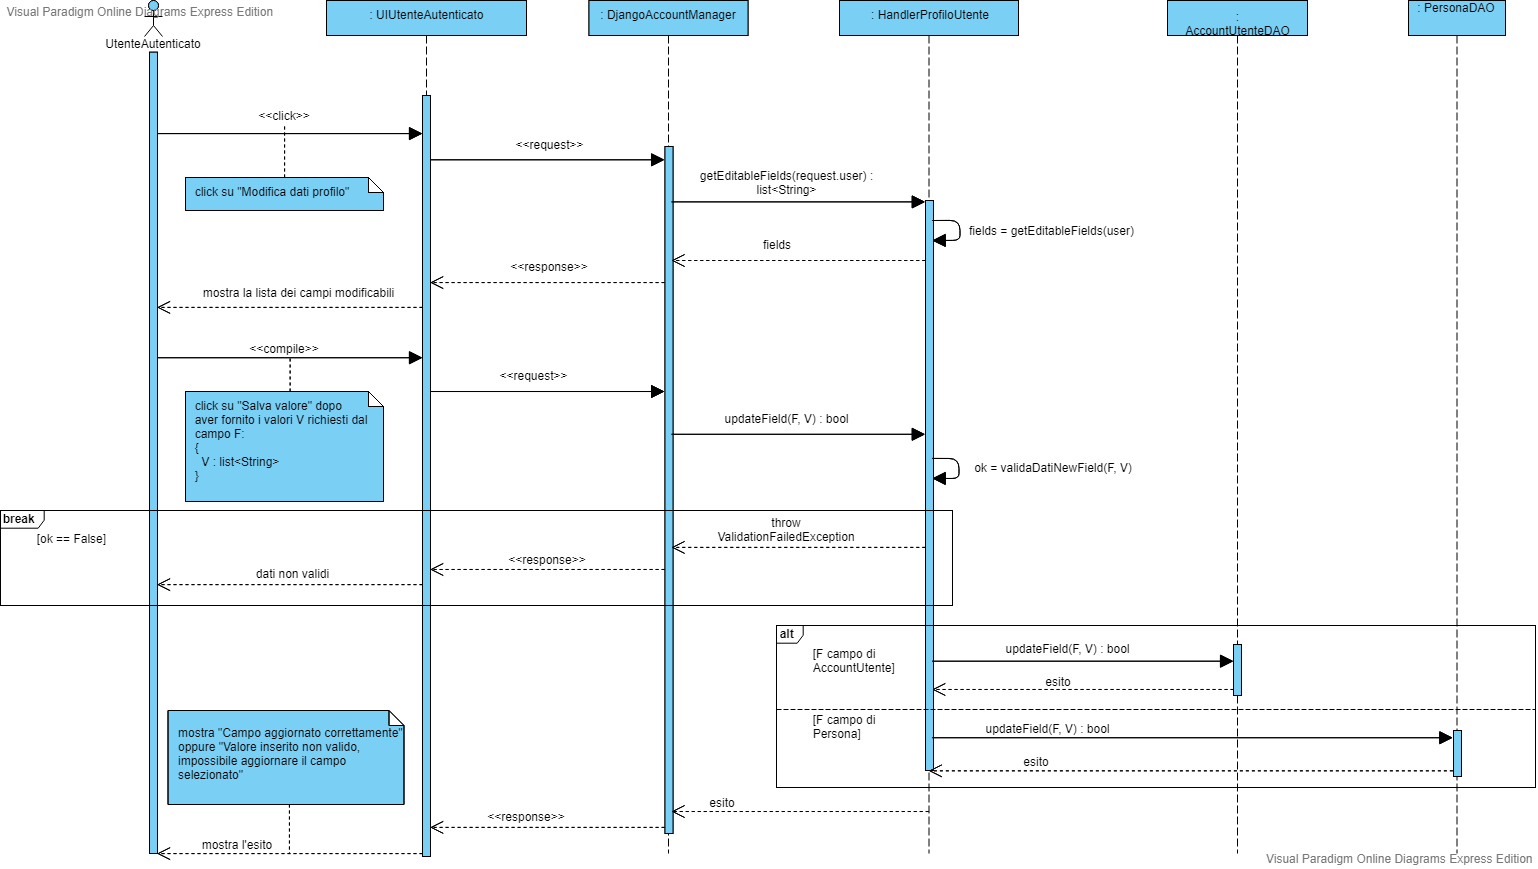 Visual Paradigm Online Diagrams Express Edition
UtenteAutenticato
: UIUtenteAutenticato
: DjangoAccountManager
: HandlerProfiloUtente
:
AccountUtenteDAO
: PersonaDAO
<<click>>
click su "Modifica dati profilo"
<<request>>
getEditableFields(request.user) :
list<String>
fields = getEditableFields(user)
fields
<<response>>
mostra la lista dei campi modificabili
<<compile>>
click su "Salva valore" dopo
aver fornito i valori V richiesti dal
campo F:
{
V : list<String>
}
<<request>>
updateField(F, V) : bool
ok = validaDatiNewField(F, V)
break
[ok == False]
throw
ValidationFailedException
<<response>>
dati non validi
alt
[F campo di
AccountUtente]
updateField(F, V) : bool
esito
[F campo di
Persona]
updateField(F, V) : bool
esito
mostra "Campo aggiornato correttamente"
oppure "Valore inserito non valido,
impossibile aggiornare il campo
selezionato"
esito
<<response>>
mostra l'esito
Visual Paradigm Online Diagrams Express Edition